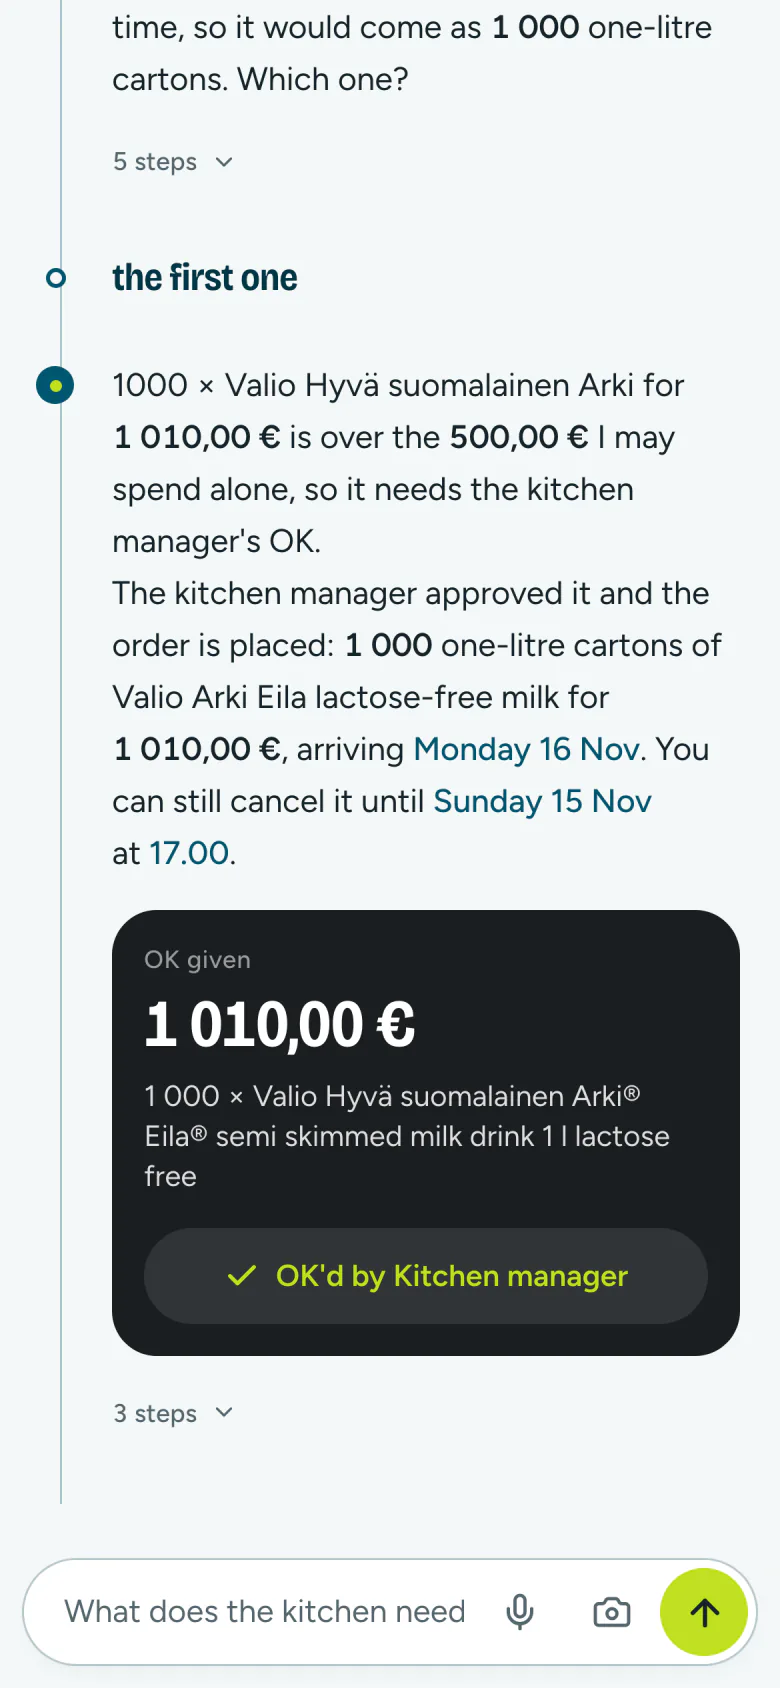 time, so it would come as 1 000 one-litre
cartons. Which one?
5 steps
the first one
1000 × Valio Hyvä suomalainen Arki for
1 010,00 € is over the 500,00 € I may
spend alone, so it needs the kitchen
manager's OK.
The kitchen manager approved it and the
order is placed: 1 000 one-litre cartons of
Valio Arki Eila lactose-free milk for
1 010,00 €, arriving Monday 16 Nov. You
can still cancel it until Sunday 15 Nov
at 17.00.
OK given
1 010,00 €
1 000 × Valio Hyvä suomalainen Arki®
Eila® semi skimmed milk drink 1 l lactose
free
OK'd by Kitchen manager
3 steps
What does the kitchen need